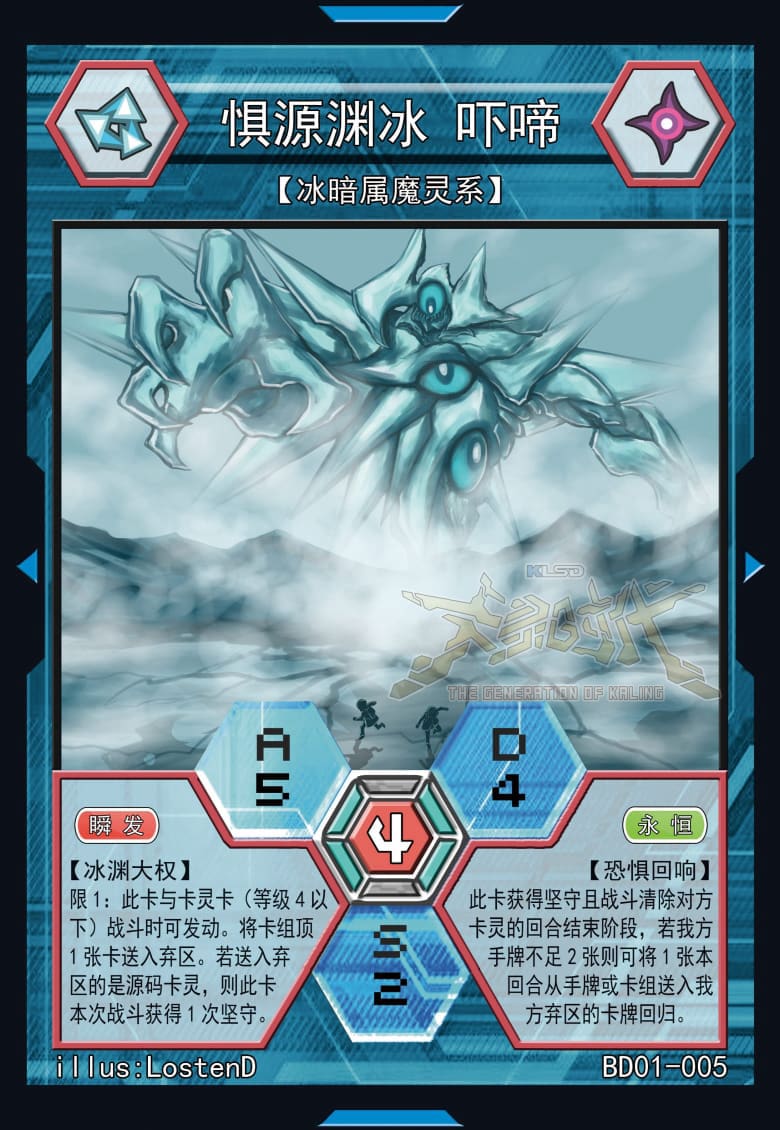 惧源渊冰 吓啼
【冰暗属魔灵系】
KLSD
卡灵时代
THE GENERATION OF KALING
A
5
D
4
4
S
2
瞬发
【冰渊大权】
限1：此卡与卡灵卡（等级4以
下）战斗时可发动。将卡组顶
1张卡送入弃区。若送入弃
区的是源码卡灵，则此卡
本次战斗获得1次坚守。
永恒
【恐惧回响】
此卡获得坚守且战斗清除对方
卡灵的回合结束阶段，若我方
手牌不足2张则可将1张本
回合从手牌或卡组送入我
方弃区的卡牌回归。
illus:LostenD
BD01-005